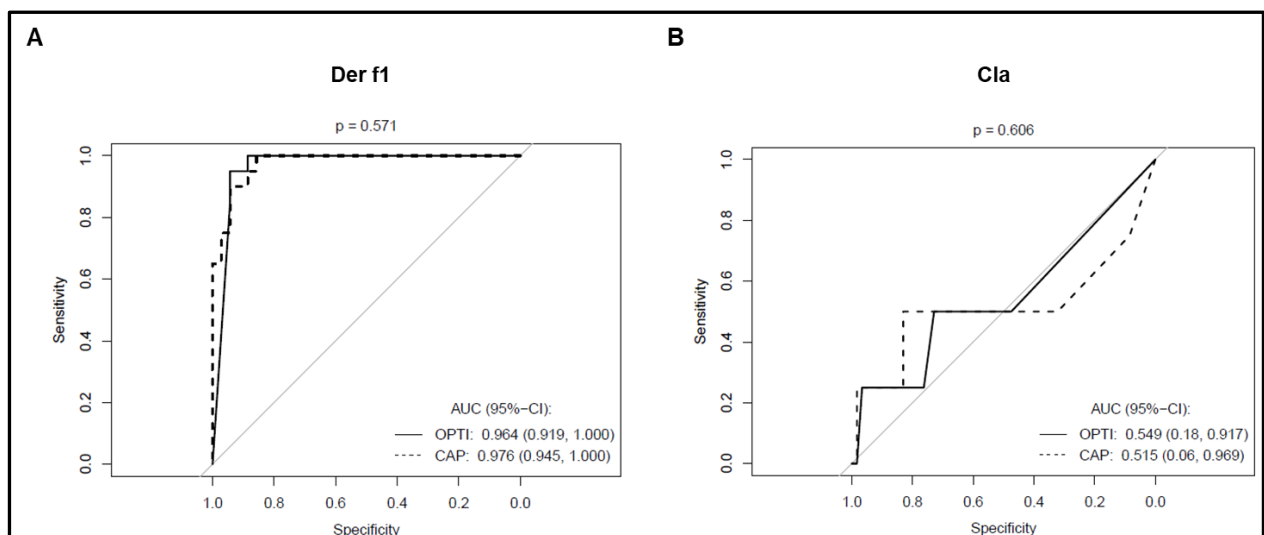 A
Der f1
p = 0.571
Sensitivity
1.0
0.8
0.6
0.4
0.2
0.0
AUC (95%−CI):
OPTI: 0.964 (0.919, 1.000)
CAP: 0.976 (0.945, 1.000)
1.0 0.8 0.6 0.4 0.2 0.0
Specificity
B
Cla
p = 0.606
Sensitivity
1.0
0.8
0.6
0.4
0.2
0.0
AUC (95%−CI):
OPTI: 0.549 (0.18, 0.917)
CAP: 0.515 (0.06, 0.969)
1.0 0.8 0.6 0.4 0.2 0.0
Specificity